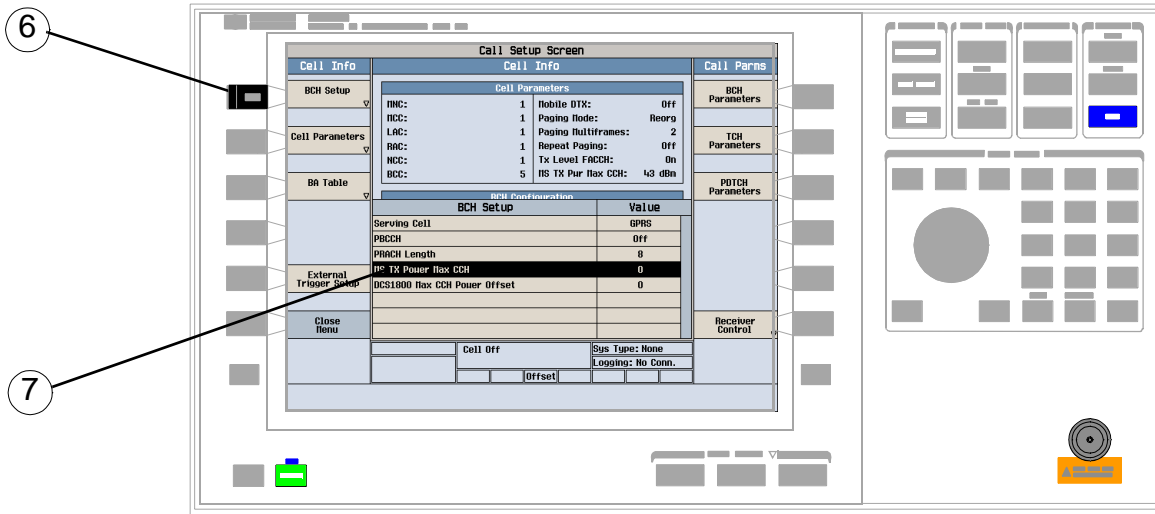 6
Call Setup Screen
Cell Info
Cell Info
Call Parms
BCH Setup
Cell Parameters
BA Table
External
Trigger Setup
Close
Menu
Cell Parameters
MNC: 1
MCC: 1
LAC: 1
RAC: 1
NCC: 1
BCC: 5
Mobile DTX: Off
Paging Mode: Reorg
Paging Multiframes: 2
Repeat Paging: Off
Tx Level FACCH: On
MS TX Pwr Max CCH: 43 dBm
BCH Configuration
BCH Setup Value
Serving Cell GPRS
PBCCH Off
PRACH Length 8
MS TX Power Max CCH 0
DCS1800 Max CCH Power Offset 0
BCH
Parameters
TCH
Parameters
PDTCH
Parameters
Receiver
Control
Cell Off
Sys Type: None
Logging: No Conn.
Offset
7